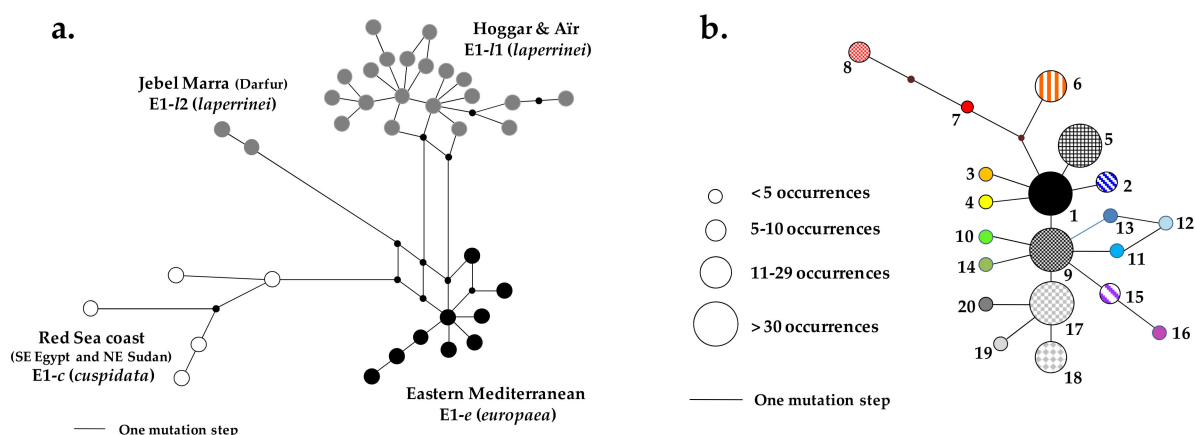 a.
Hoggar & Aïr
E1-l1 (laperrinei)
Jebel Marra (Darfur)
E1-l2 (laperrinei)
Red Sea coast
(SE Egypt and NE Sudan)
E1-c (cuspidata)
Eastern Mediterranean
E1-e (europaea)
One mutation step
b.
8
6
7
5
3
2
4
1
13
12
10
11
14
9
15
20
17
16
19
18
< 5 occurrences
5-10 occurrences
11-29 occurrences
> 30 occurrences
One mutation step